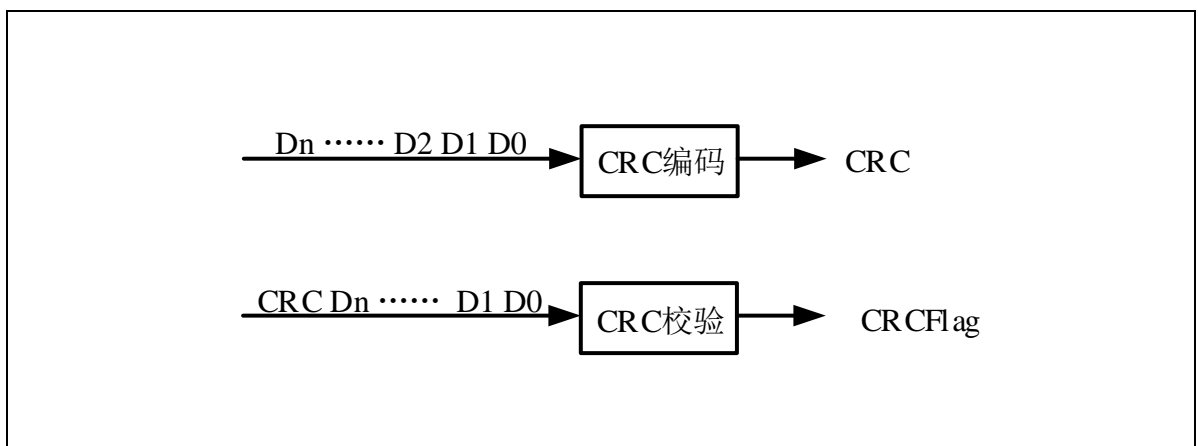 Dn ⋯⋯ D2 D1 D0 CRC编码 CRC
CRC Dn ⋯⋯ D1 D0 CRC校验 CRCFlag